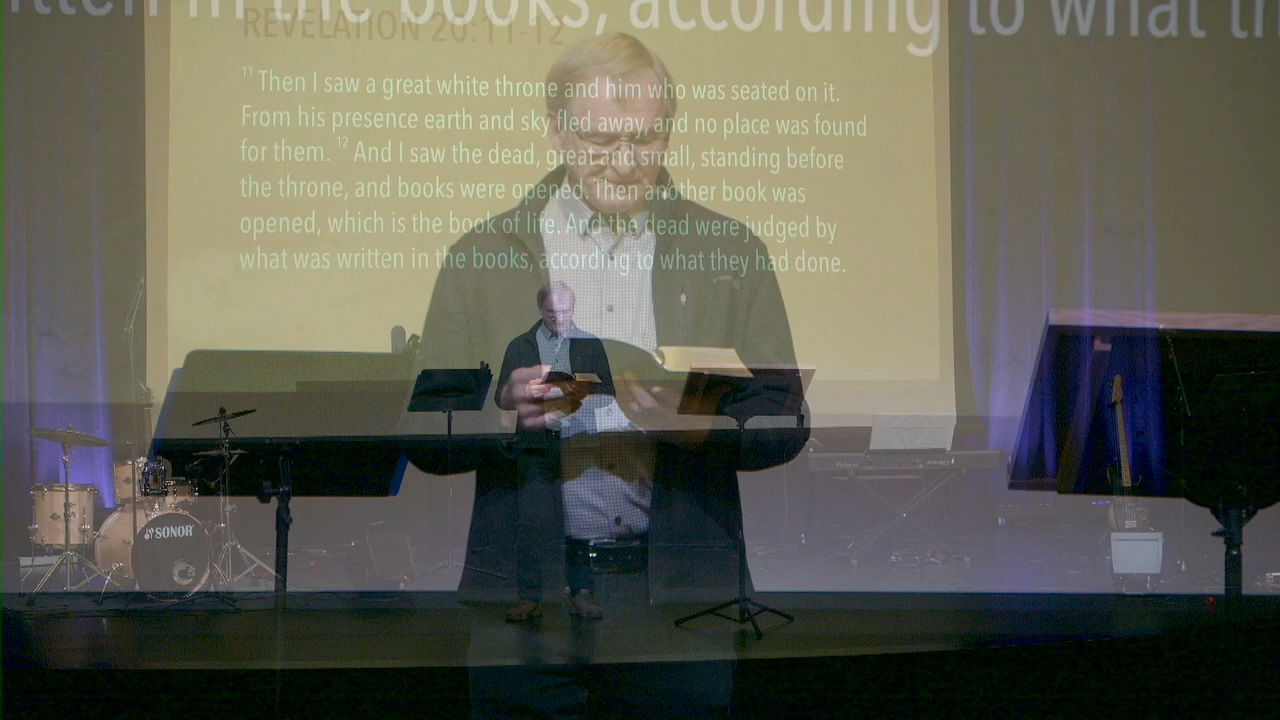 itten in the books, according to what th
REVELATION 20:11-12
11 Then I saw a great white throne and him who was seated on it.
From his presence earth and sky fled away, and no place was found
for them. 12 And I saw the dead, great and small, standing before
the throne, and books were opened. Then another book was
opened, which is the book of life. And the dead were judged by
what was written in the books, according to what they had done.
SONOR